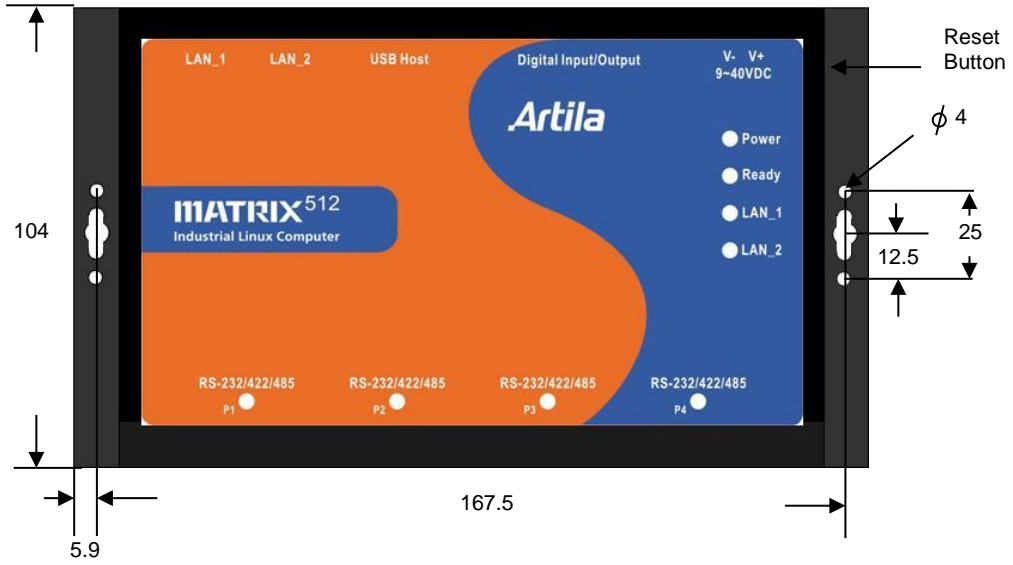 LAN_1 LAN_2 USB Host Digital Input/Output V- V+
9~40VDC
Reset
Button
Artila
ϕ 4
Power
Ready
MATRIX 512
Industrial Linux Computer
LAN_1
LAN_2
104
25
12.5
RS-232/422/485 RS-232/422/485 RS-232/422/485 RS-232/422/485
P1 P2 P3 P4
167.5
5.9